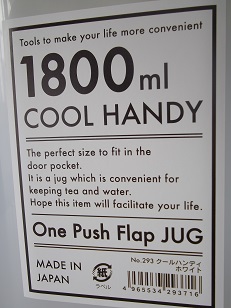 Tools to make your life more convenient
1800ml
COOL HANDY
The perfect size to fit in the
door pocket.
It is a jug which is convenient for
keeping tea and water.
Hope this item will facilitate your life.
One Push Flap JUG
MADE IN
JAPAN
紙
ラベル
No.293 クールハンディ
ホワイト
4 965534 293716